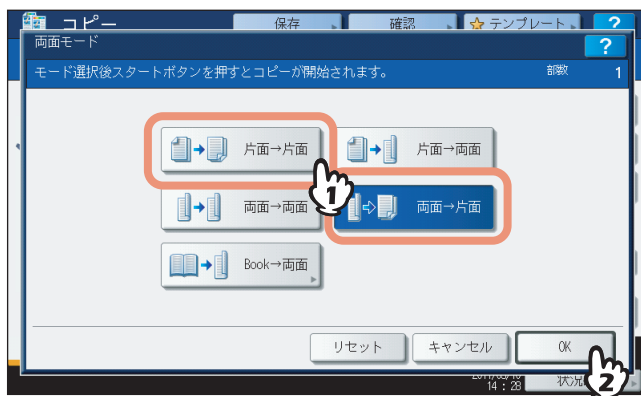 コピー
保存
確認
テンプレート
?
両面モード
?
モード選択後スタートボタンを押すとコピーが開始されます。
部数 1
片面→片面
片面→両面
1
両面→両面
両面→片面
Book→両面
リセット
キャンセル
OK
14:28
状況
2